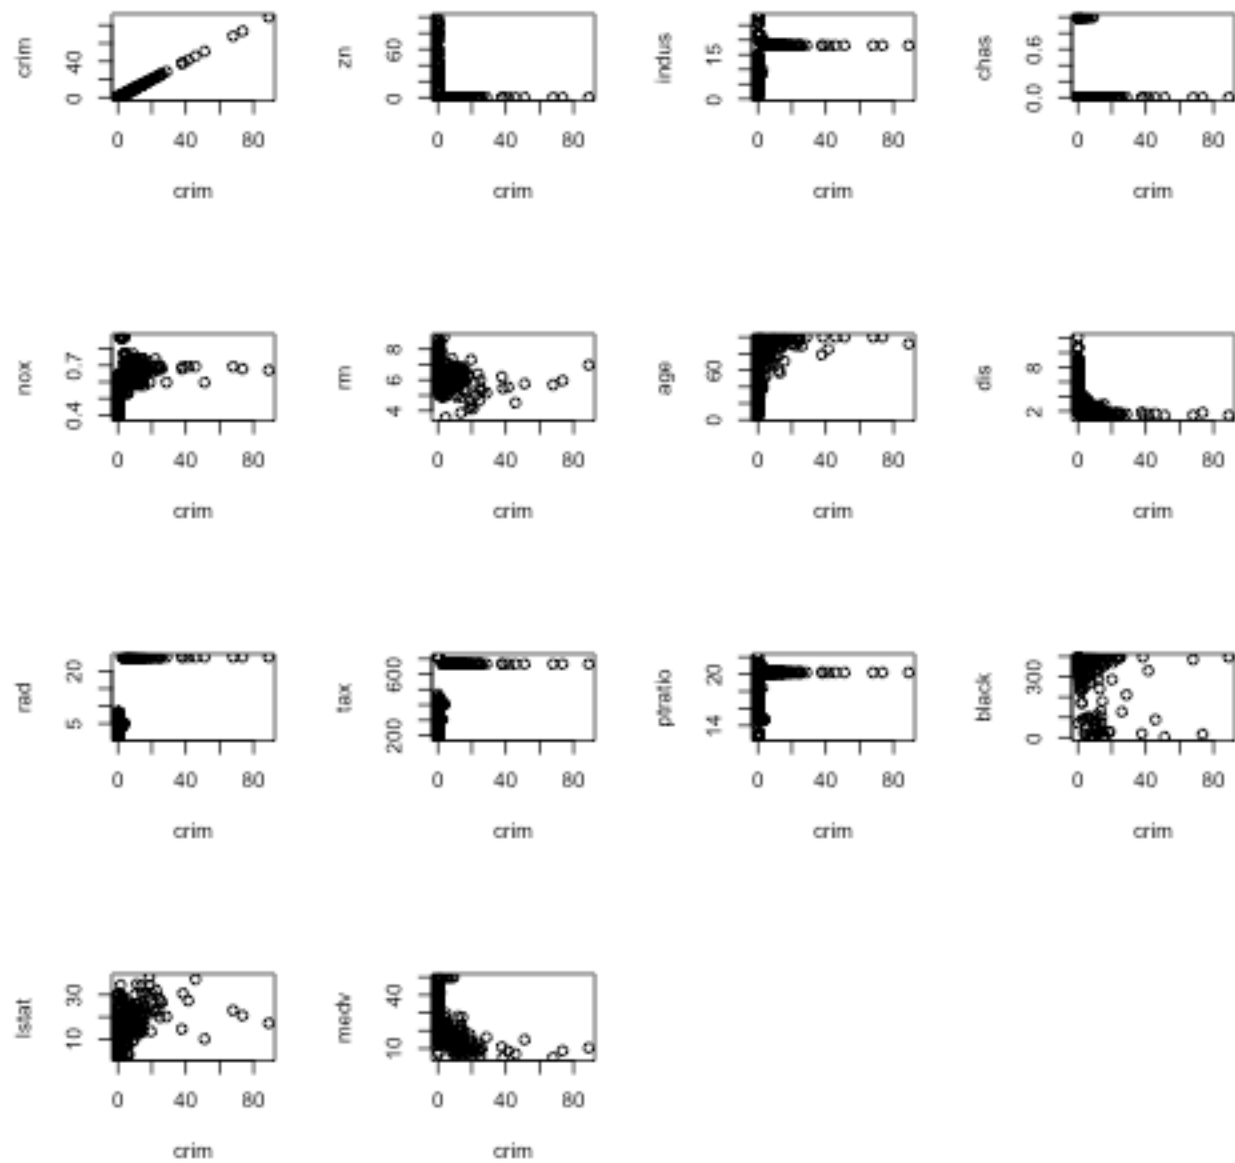 crim zn indus chas
40 60 15 0.6
0 0 0 0.0
0 40 80 0 40 80 0 40 80 0 40 80
crim crim crim crim
nox rm age dis
0.7 8 60 8
0.4 6 0 2
4
0 40 80 0 40 80 0 40 80 0 40 80
crim crim crim crim
rad tax ptratio black
20 600 20 300
5 200 14 0
0 40 80 0 40 80 0 40 80 0 40 80
crim crim crim crim
lstat medv
30 40
10 10
0 40 80 0 40 80
crim crim